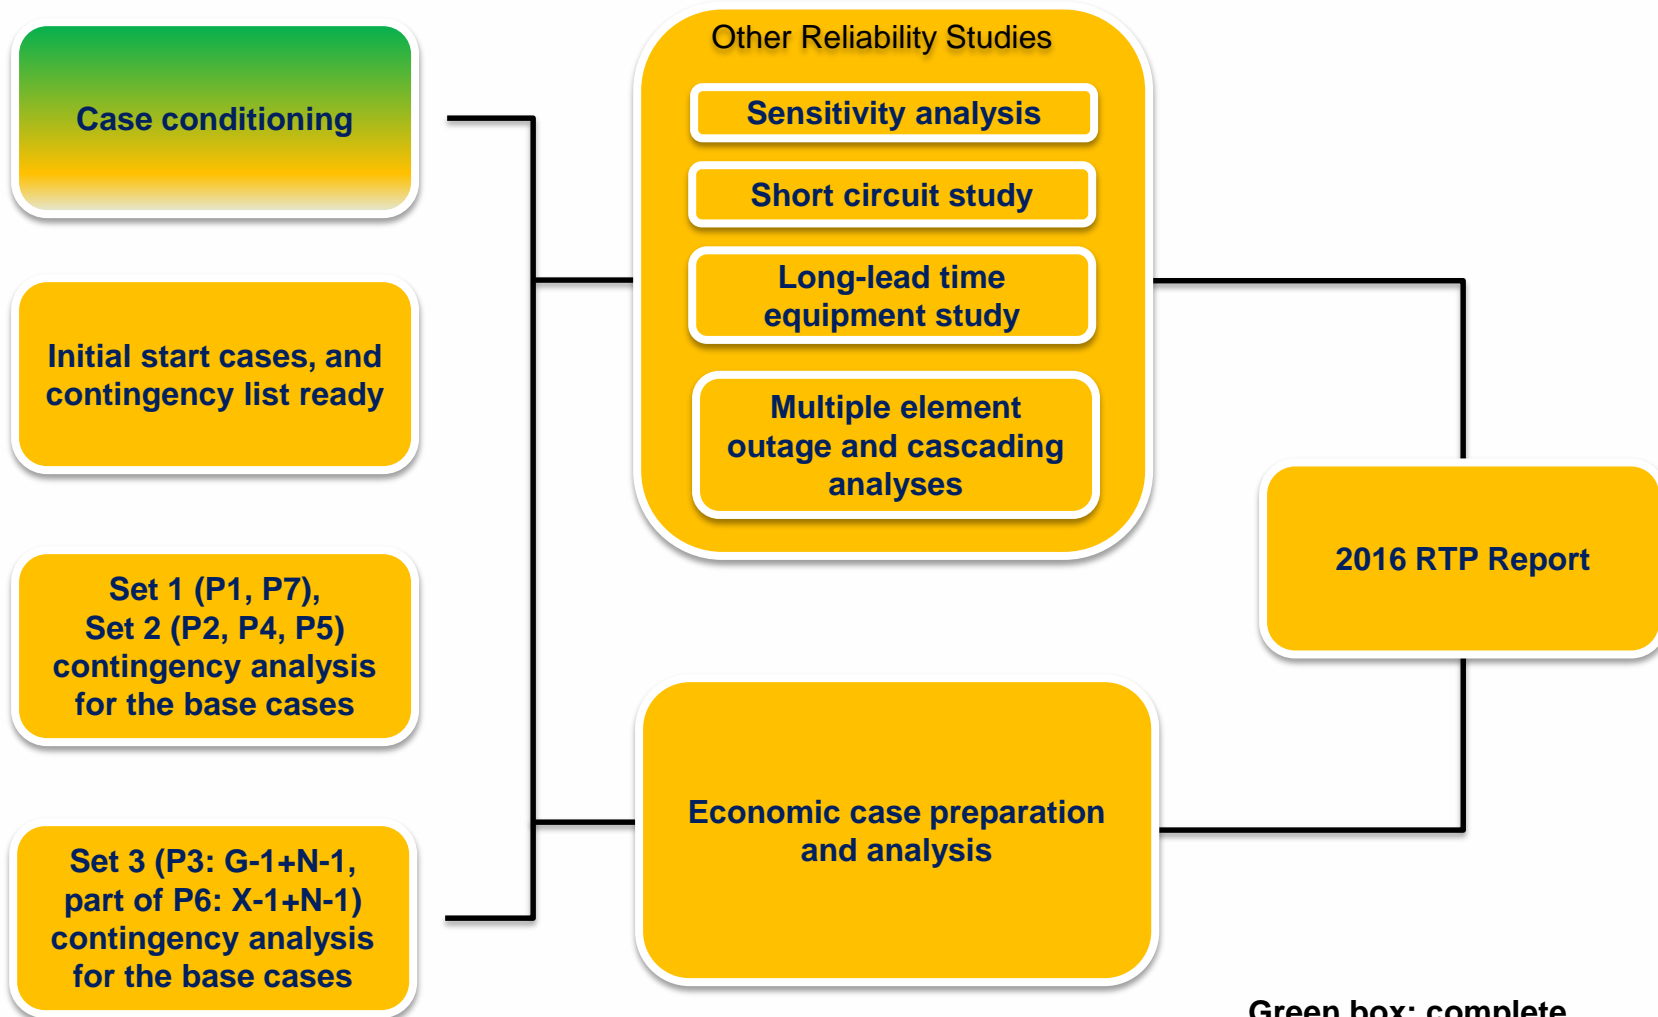 Case conditioning
Initial start cases, and
contingency list ready
Set 1 (P1, P7),
Set 2 (P2, P4, P5)
contingency analysis
for the base cases
Set 3 (P3: G-1+N-1,
part of P6: X-1+N-1)
contingency analysis
for the base cases
Other Reliability Studies
Sensitivity analysis
Short circuit study
Long-lead time
equipment study
Multiple element
outage and cascading
analyses
Economic case preparation
and analysis
2016 RTP Report
Green box: complete